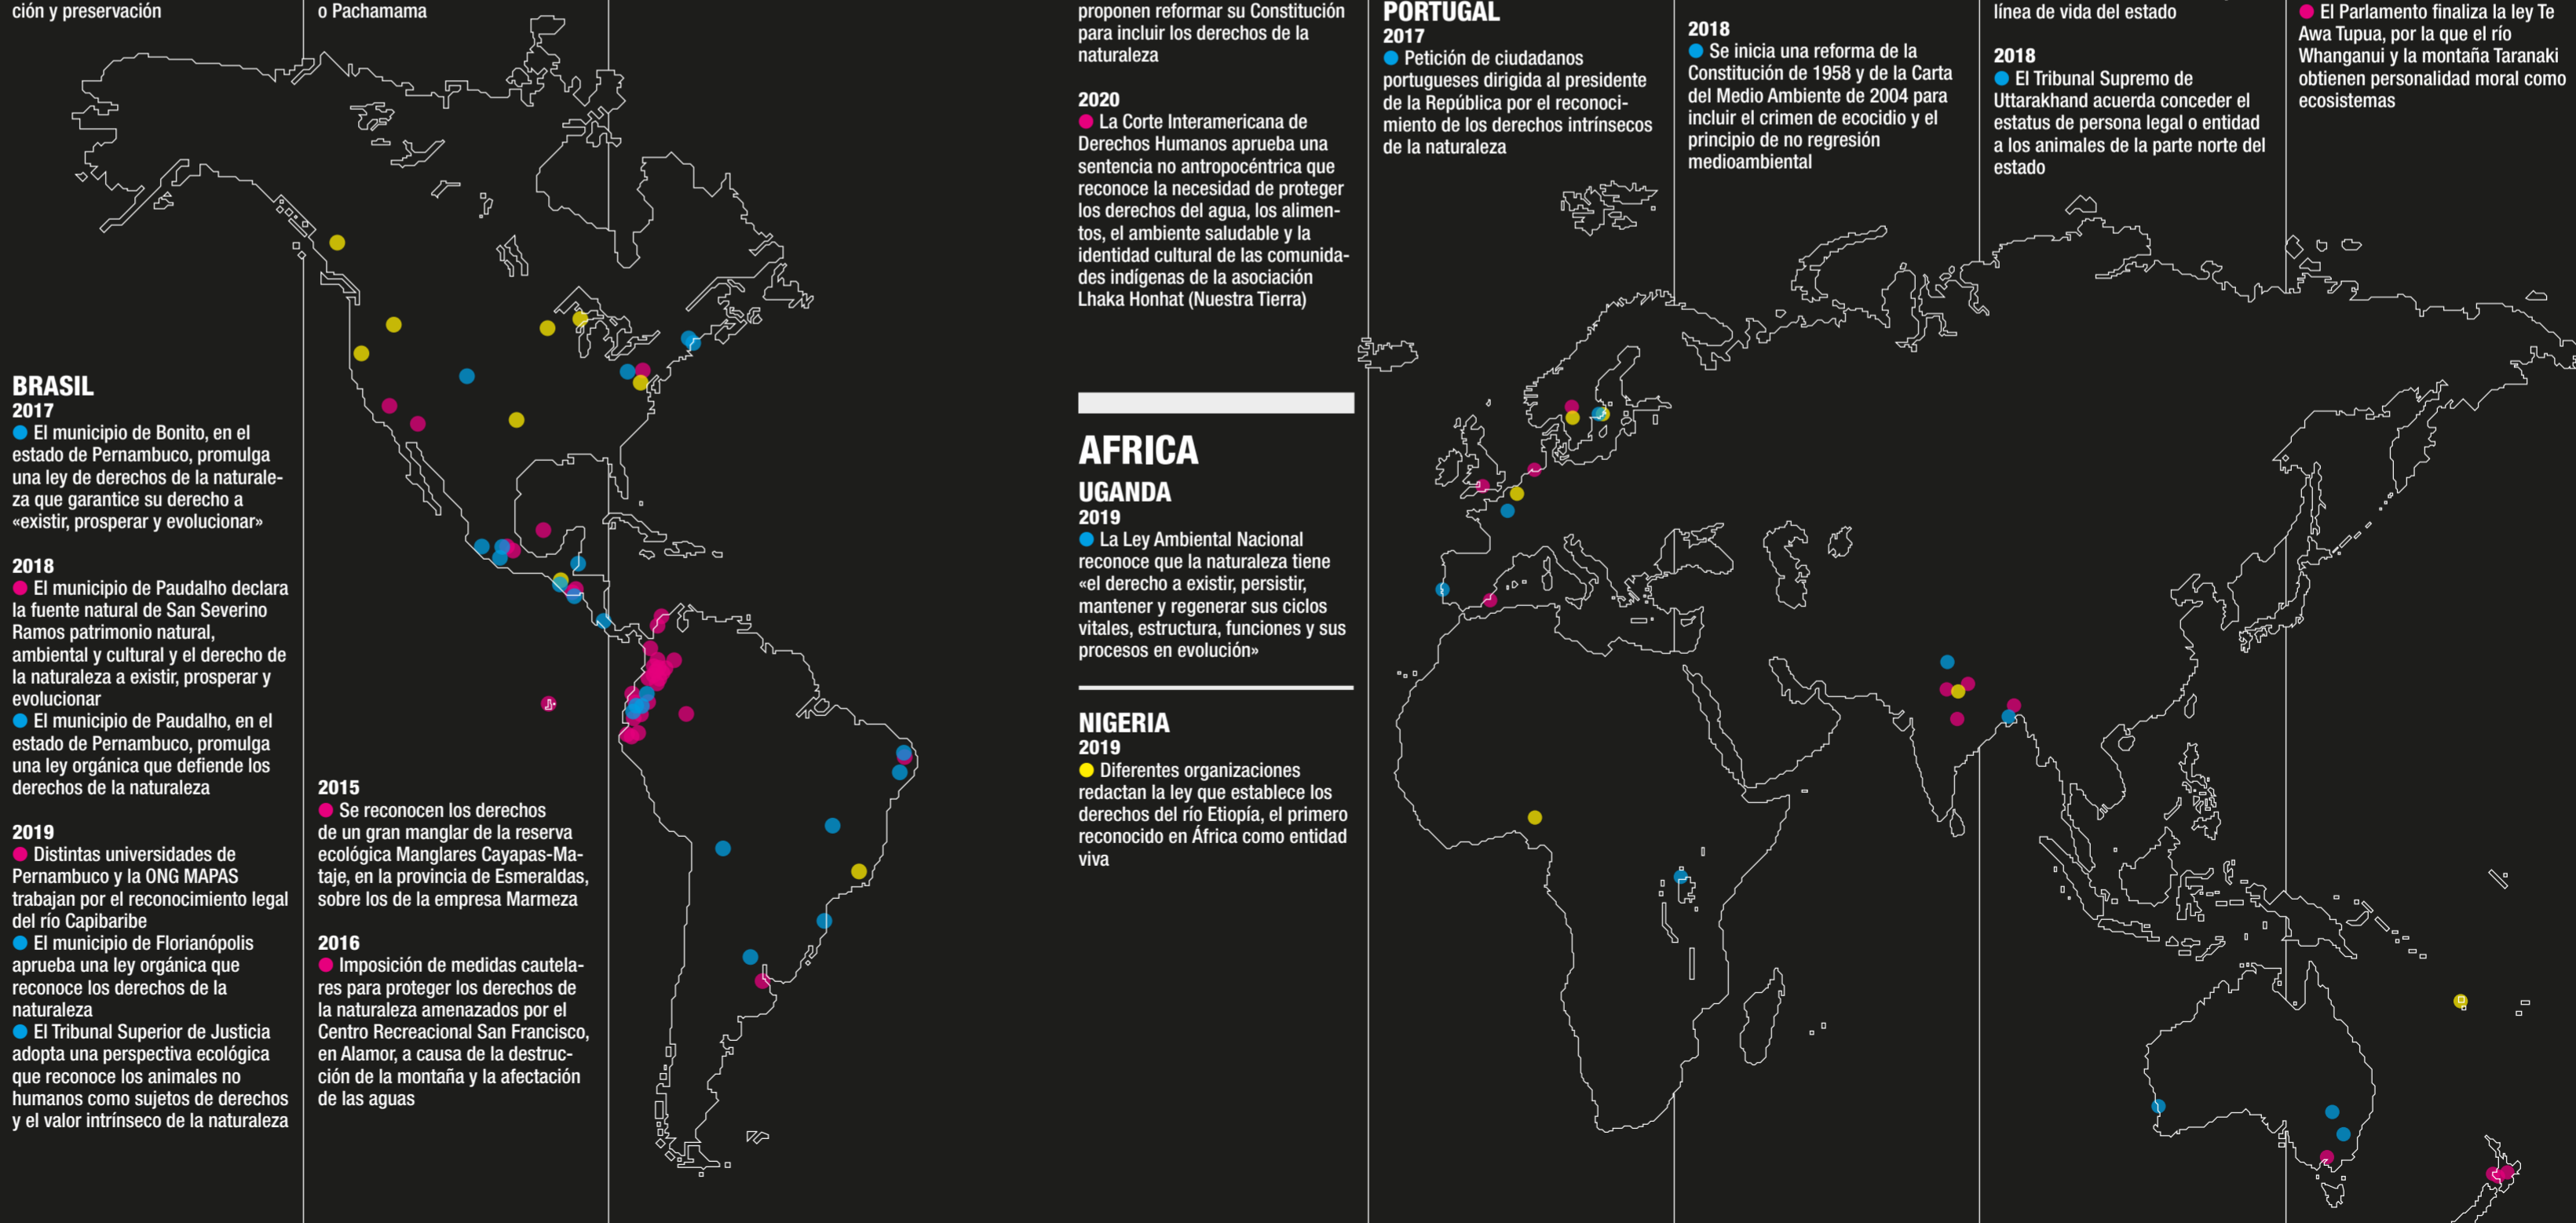 ción y preservación
BRASIL
2017
El municipio de Bonito, en el
estado de Pernambuco, promulga
una ley de derechos de la naturale-
za que garantice su derecho a
«existir, prosperar y evolucionar»
2018
El municipio de Paudalho declara
la fuente natural de San Severino
Ramos patrimonio natural,
ambiental y cultural y el derecho de
la naturaleza a existir, prosperar y
evolucionar
El municipio de Paudalho, en el
estado de Pernambuco, promulga
una ley orgánica que defiende los
derechos de la naturaleza
2019
Distintas universidades de
Pernambuco y la ONG MAPAS
trabajan por el reconocimiento legal
del río Capibaribe
El municipio de Florianópolis
aprueba una ley orgánica que
reconoce los derechos de la
naturaleza
El Tribunal Superior de Justicia
adopta una perspectiva ecológica
que reconoce los animales no
humanos como sujetos de derechos
y el valor intrínseco de la naturaleza
o Pachamama
2015
Se reconocen los derechos
de un gran manglar de la reserva
ecológica Manglares Cayapas-Ma-
taje, en la provincia de Esmeraldas,
sobre los de la empresa Marmeza
2016
Imposición de medidas cautela-
res para proteger los derechos de
la naturaleza amenazados por el
Centro Recreacional San Francisco,
en Alamor, a causa de la destruc-
ción de la montaña y la afectación
de las aguas
proponen reformar su Constitución
para incluir los derechos de la
naturaleza
2020
La Corte Interamericana de
Derechos Humanos aprueba una
sentencia no antropocéntrica que
reconoce la necesidad de proteger
los derechos del agua, los alimen-
tos, el ambiente saludable y la
identidad cultural de las comunida-
des indígenas de la asociación
Lhaka Honhat (Nuestra Tierra)
AFRICA
UGANDA
2019
La Ley Ambiental Nacional
reconoce que la naturaleza tiene
«el derecho a existir, persistir,
mantener y regenerar sus ciclos
vitales, estructura, funciones y sus
procesos en evolución»
NIGERIA
2019
Diferentes organizaciones
redactan la ley que establece los
derechos del río Etiopía, el primero
reconocido en África como entidad
viva
PORTUGAL
2017
Petición de ciudadanos
portugueses dirigida al presidente
de la República por el reconoci-
miento de los derechos intrínsecos
de la naturaleza
2018
Se inicia una reforma de la
Constitución de 1958 y de la Carta
del Medio Ambiente de 2004 para
incluir el crimen de ecocidio y el
principio de no regresión
medioambiental
línea de vida del estado
2018
El Tribunal Supremo de
Uttarakhand acuerda conceder el
estatus de persona legal o entidad
a los animales de la parte norte del
estado
El Parlamento finaliza la ley Te
Awa Tupua, por la que el río
Whanganui y la montaña Taranaki
obtienen personalidad moral como
ecosistemas